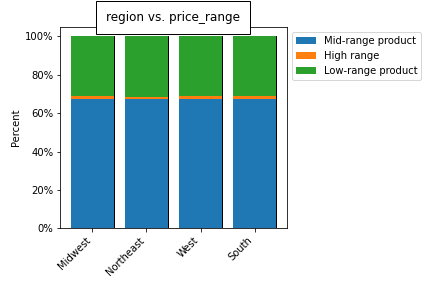 region vs. price_range
100%
80%
60%
40%
20%
0%
Percent
Midwest
Northeast
West
South
Mid-range product
High range
Low-range product